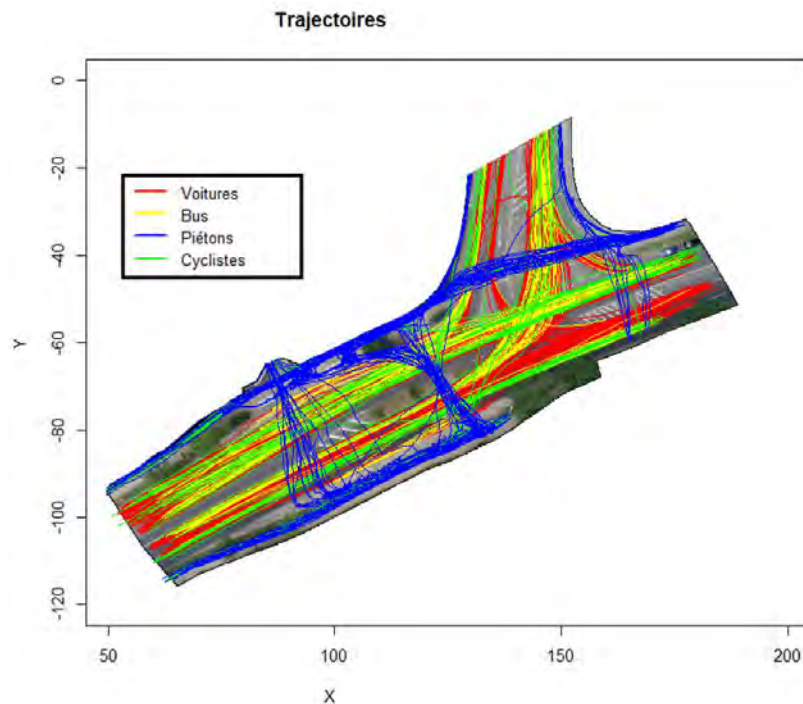 Trajectoires
0
-20
-40
-60
-80
-100
-120
Y
Voitures
Bus
Piétons
Cyclistes
50 100 150 200
X